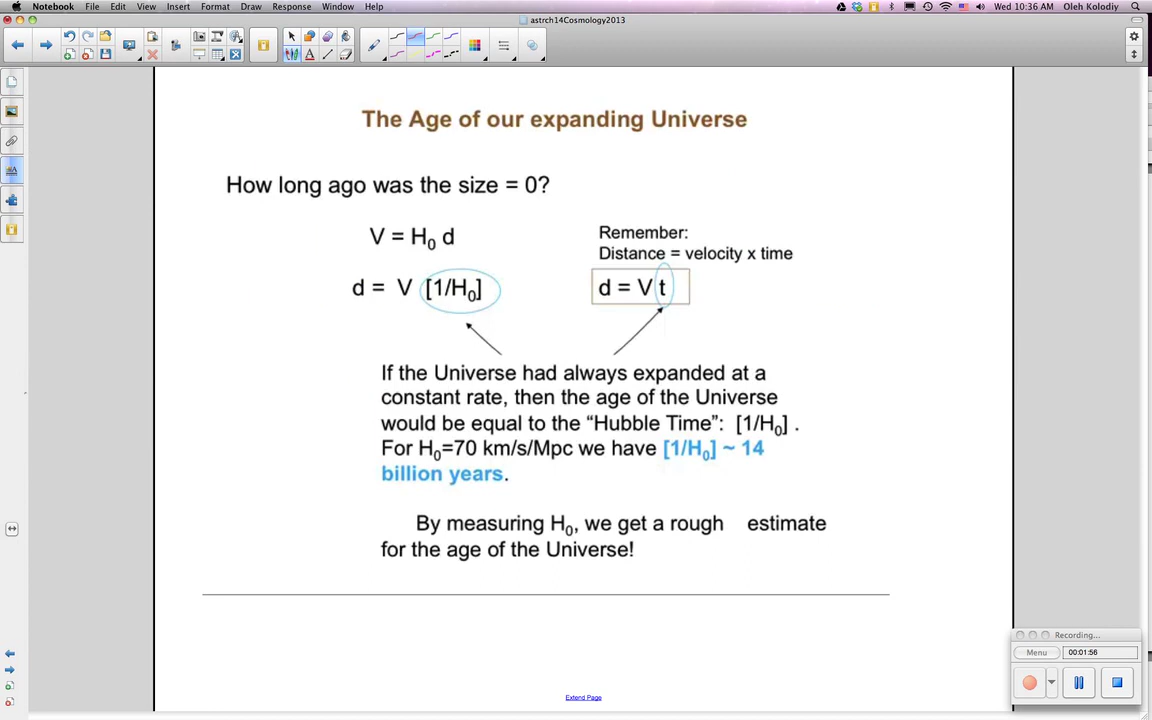 Notebook File Edit View Insert Format Draw Response Window Help
Wed 10:36 AM Oleh Kolodiy
astrch14Cosmology2013
The Age of our expanding Universe
How long ago was the size = 0?
V = H₀ d
Remember:
Distance = velocity x time
d = V [1/H₀]
d = V t
If the Universe had always expanded at a
constant rate, then the age of the Universe
would be equal to the “Hubble Time”: [1/H₀] .
For H₀=70 km/s/Mpc we have [1/H₀] ~ 14
billion years.
By measuring H₀, we get a rough estimate
for the age of the Universe!
Extend Page
Recording...
Menu 00:01:56